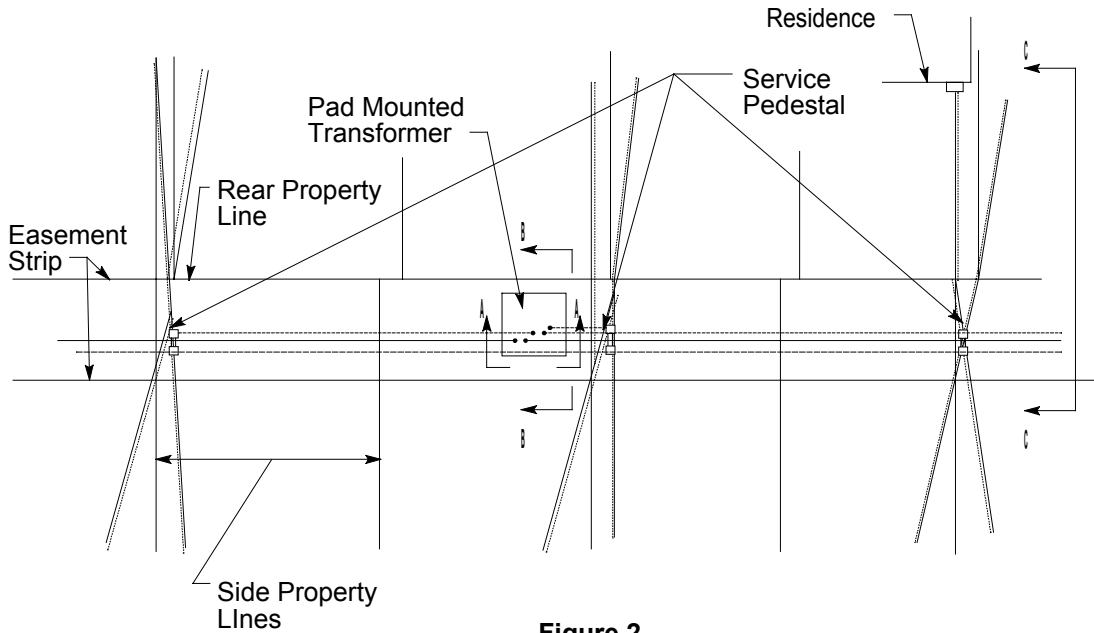 Residence
C
Service
Pedestal
Pad Mounted
Transformer
Rear Property
Line
Easement
Strip
B
A
A
B
C
Side Property
LInes
Figure 2